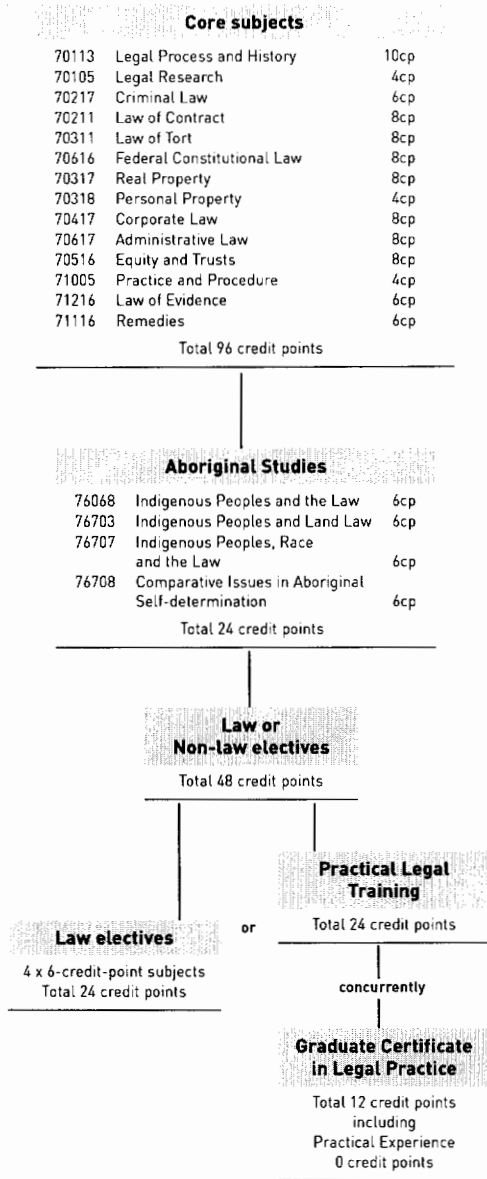 Core subjects
70113 Legal Process and History 10cp
70105 Legal Research 4cp
70217 Criminal Law 6cp
70211 Law of Contract 8cp
70311 Law of Tort 8cp
70616 Federal Constitutional Law 8cp
70317 Real Property 8cp
70318 Personal Property 4cp
70417 Corporate Law 8cp
70617 Administrative Law 8cp
70516 Equity and Trusts 8cp
71005 Practice and Procedure 4cp
71216 Law of Evidence 6cp
71116 Remedies 6cp
Total 96 credit points
Aboriginal Studies
76068 Indigenous Peoples and the Law 6cp
76703 Indigenous Peoples and Land Law 6cp
76707 Indigenous Peoples, Race
and the Law 6cp
76708 Comparative Issues in Aboriginal
Self-determination 6cp
Total 24 credit points
Law or
Non-law electives
Total 48 credit points
Law electives
4 x 6-credit-point subjects
Total 24 credit points
or
Practical Legal
Training
Total 24 credit points
concurrently
Graduate Certificate
in Legal Practice
Total 12 credit points
including
Practical Experience
0 credit points